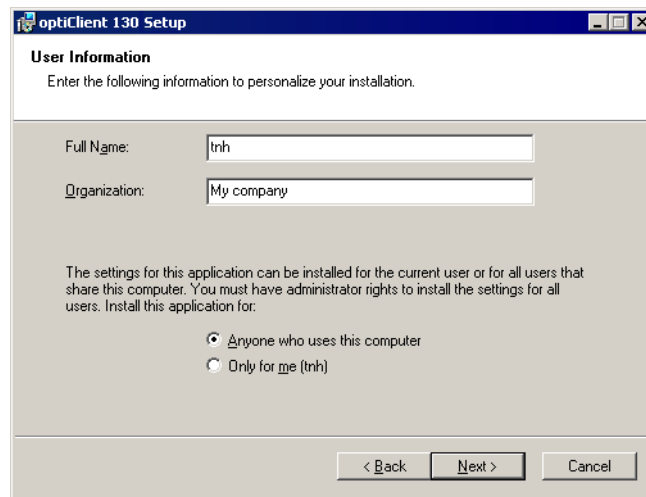 optiClient 130 Setup
User Information
Enter the following information to personalize your installation.
Full Name:
tnh
Organization:
My company
The settings for this application can be installed for the current user or for all users that
share this computer. You must have administrator rights to install the settings for all
users. Install this application for:
Anyone who uses this computer
Only for me (tnh)
< Back
Next >
Cancel